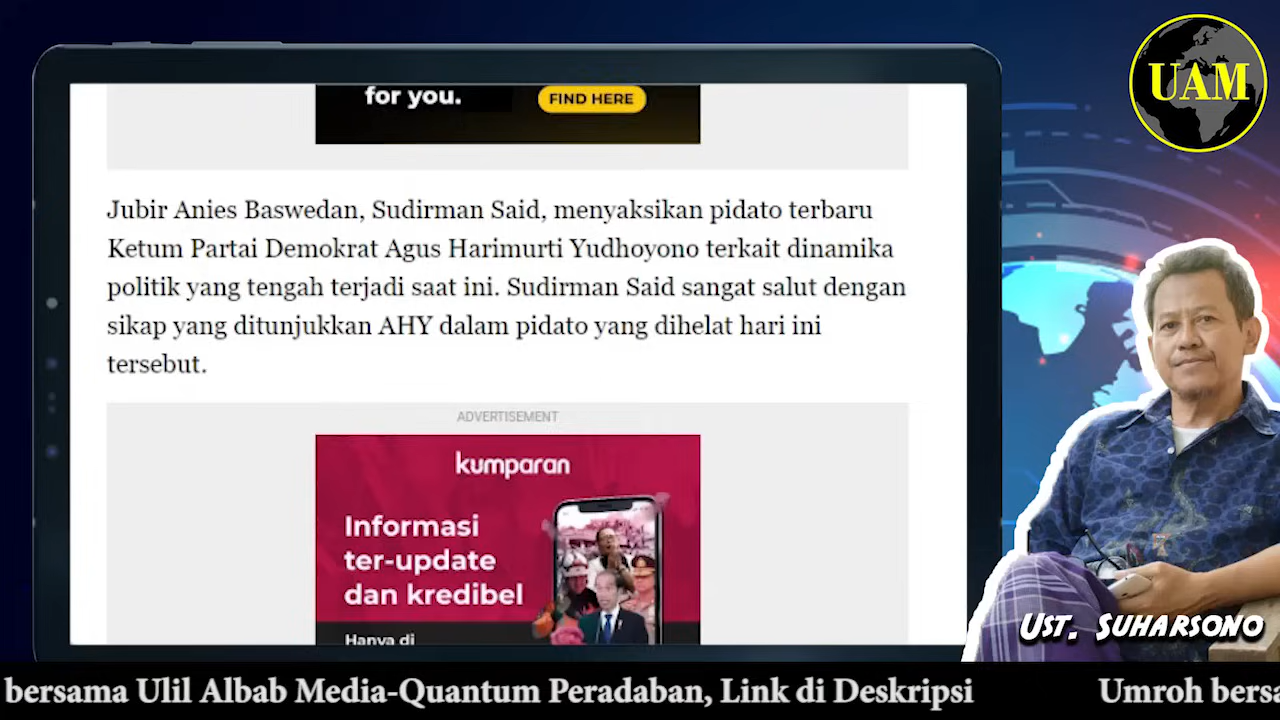 UAM
for you.
FIND HERE
Jubir Anies Baswedan, Sudirman Said, menyaksikan pidato terbaru
Ketum Partai Demokrat Agus Harimurti Yudhoyono terkait dinamika
politik yang tengah terjadi saat ini. Sudirman Said sangat salut dengan
sikap yang ditunjukkan AHY dalam pidato yang dihelat hari ini
tersebut.
ADVERTISEMENT
kumparan
Informasi
ter-update
dan kredibel
Hanya di
UST. SUHARSONO
bersama Ulil Albab Media-Quantum Peradaban, Link di Deskripsi
Umroh bersa